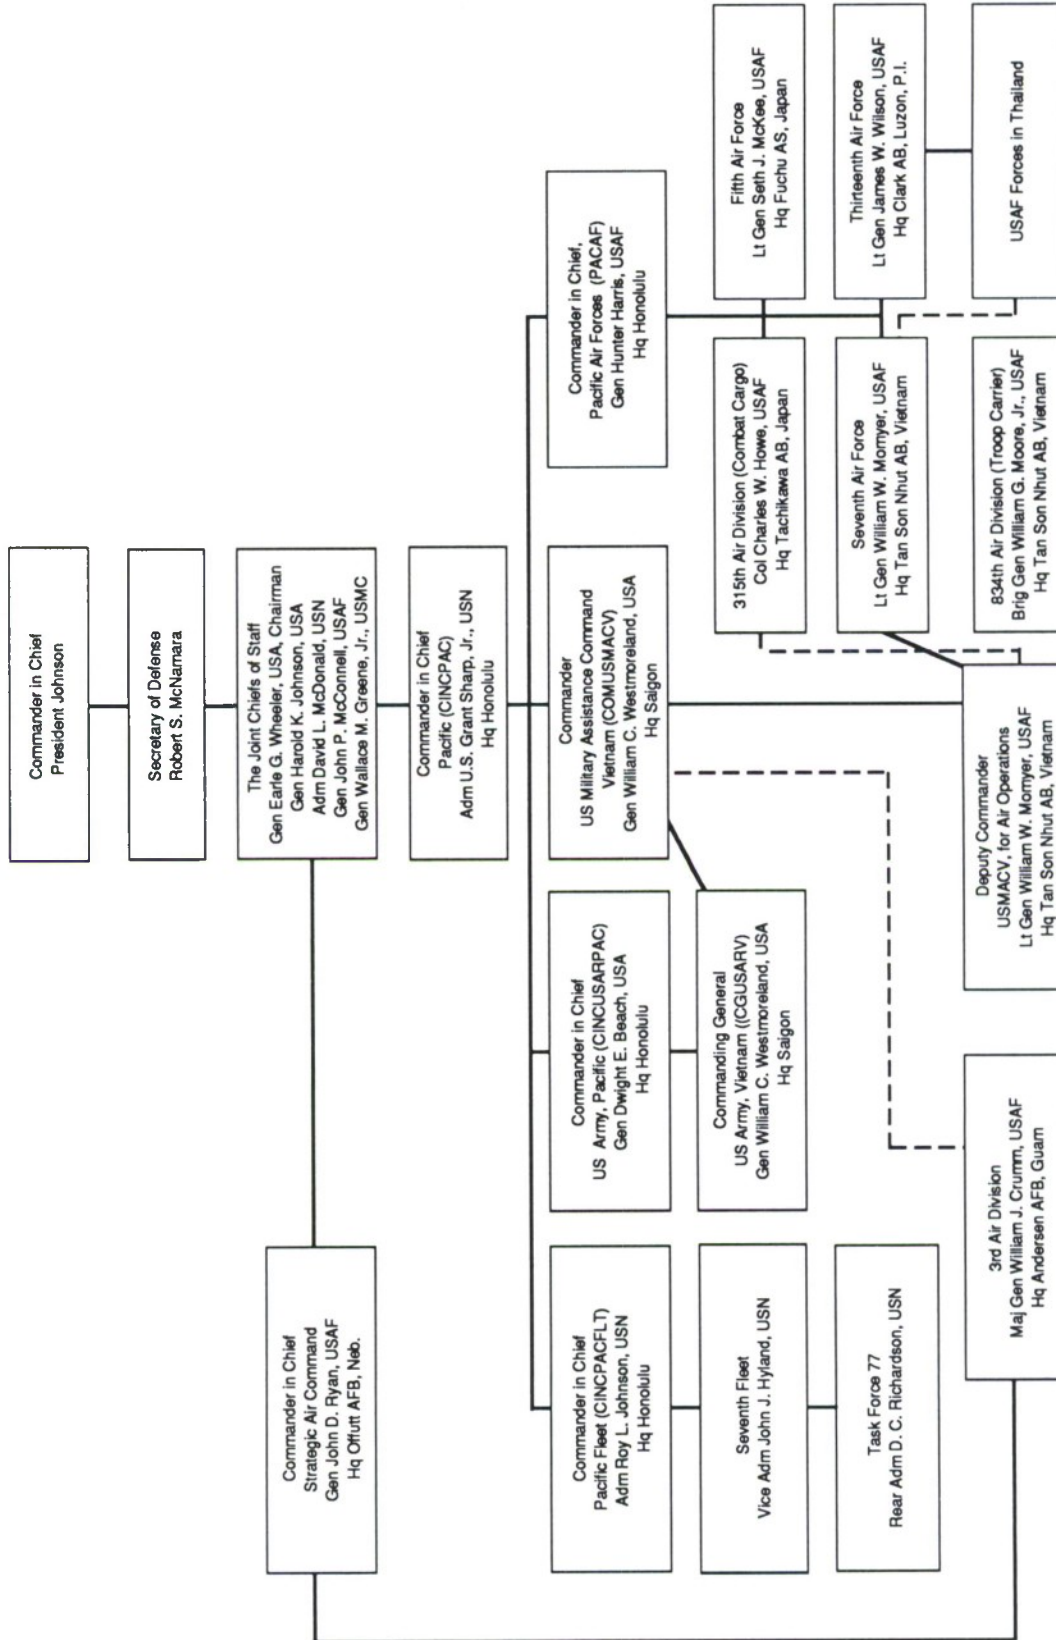 Commander in Chief
President Johnson
Secretary of Defense
Robert S. McNamara
The Joint Chiefs of Staff
Gen Earle G. Wheeler, USA, Chairman
Gen Harold K. Johnson, USA
Adm David L. McDonald, USN
Gen John P. McConnell, USAF
Gen Wallace M. Greene, Jr., USMC
Commander in Chief
Strategic Air Command
Gen John D. Ryan, USAF
Hq Offutt AFB, Neb.
Commander in Chief
Pacific (CINCPAC)
Adm U.S. Grant Sharp, Jr., USN
Hq Honolulu
Commander in Chief
Pacific Fleet (CINCPACFLT)
Adm Roy L. Johnson, USN
Hq Honolulu
Commander in Chief
US Army, Pacific (CINCUSARPAC)
Gen Dwight E. Beach, USA
Hq Honolulu
Commander
US Military Assistance Command
Vietnam (COMUSMACV)
Gen William C. Westmoreland, USA
Hq Saigon
Commander in Chief,
Pacific Air Forces (PACAF)
Gen Hunter Harris, USAF
Hq Honolulu
Seventh Fleet
Vice Adm John J. Hyland, USN
Commanding General
US Army, Vietnam ((CGUSARV)
Gen William C. Westmoreland, USA
Hq Saigon
315th Air Division (Combat Cargo)
Col Charles W. Howe, USAF
Hq Tachikawa AB, Japan
Fifth Air Force
Lt Gen Seth J. McKee, USAF
Hq Fuchu AS, Japan
Task Force 77
Rear Adm D. C. Richardson, USN
Seventh Air Force
Lt Gen William W. Momyer, USAF
Hq Tan Son Nhut AB, Vietnam
Thirteenth Air Force
Lt Gen James W. Wilson, USAF
Hq Clark AB, Luzon, P.I.
3rd Air Division
Maj Gen William J. Crumm, USAF
Hq Andersen AFB, Guam
Deputy Commander
USMACV, for Air Operations
Lt Gen William W. Momyer, USAF
Hq Tan Son Nhut AB, Vietnam
834th Air Division (Troop Carrier)
Brig Gen William G. Moore, Jr., USAF
Hq Tan Son Nhut AB, Vietnam
USAF Forces in Thailand